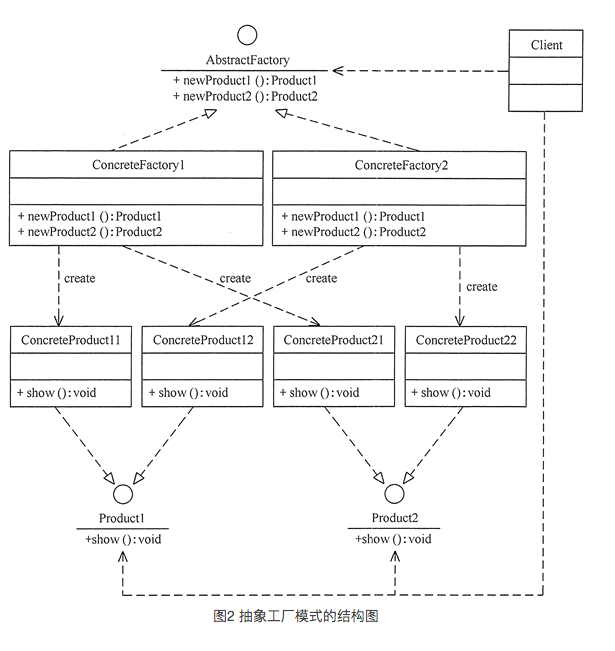 AbstractFactory
+ newProduct1 ( ): Product1
+ newProduct2 ( ): Product2
Client
ConcreteFactory1
+ newProduct1 ( ): Product1
+ newProduct2 ( ): Product2
ConcreteFactory2
+ newProduct1 ( ): Product1
+ newProduct2 ( ): Product2
create
create
create
create
ConcreteProduct11
+ show ( ): void
ConcreteProduct12
+ show ( ): void
ConcreteProduct21
+ show ( ): void
ConcreteProduct22
+ show ( ): void
Product1
+show ( ): void
Product2
+show ( ): void
图2 抽象工厂模式的结构图